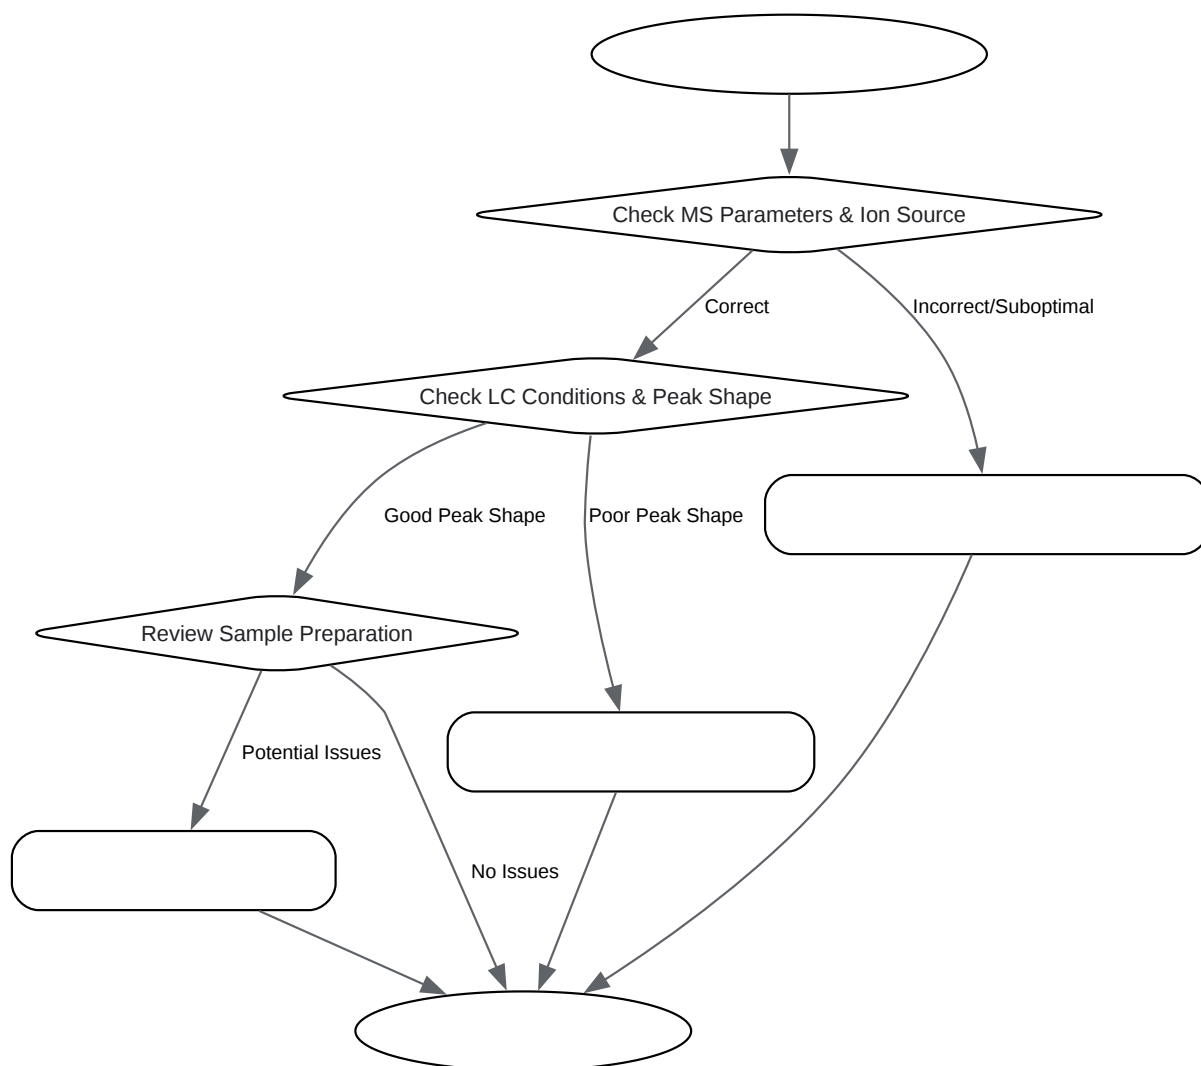 Check MS Parameters & Ion Source
Correct
Incorrect/Suboptimal
Check LC Conditions & Peak Shape
Good Peak Shape
Poor Peak Shape
Review Sample Preparation
Potential Issues
No Issues